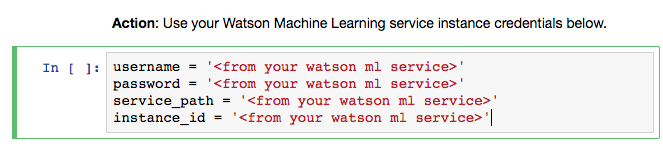 Action: Use your Watson Machine Learning service instance credentials below.
In [ ]: username = '<from your watson ml service>'
password = '<from your watson ml service>'
service_path = '<from your watson ml service>'
instance_id = '<from your watson ml service>'